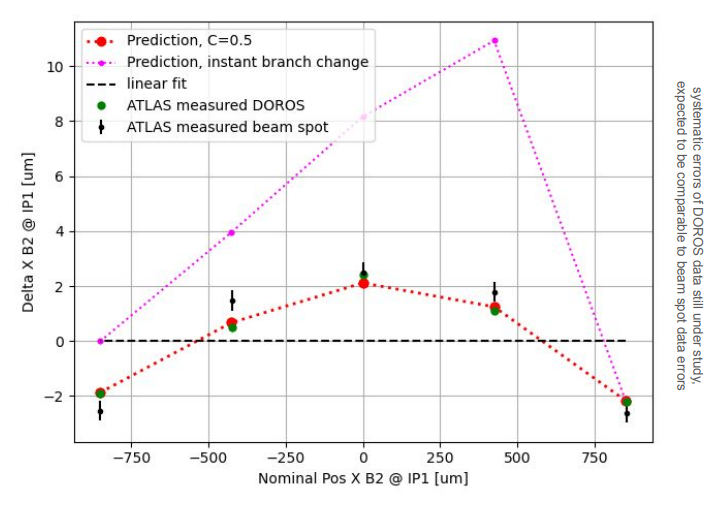 Prediction, C=0.5
Prediction, instant branch change
linear fit
ATLAS measured DOROS
ATLAS measured beam spot
10
8
6
4
2
0
−2
Delta X B2 @ IP1 [um]
−750
−500
−250
0
250
500
750
Nominal Pos X B2 @ IP1 [um]
systematic errors of DOROS data still under study.
expected to be comparable to beam spot data errors